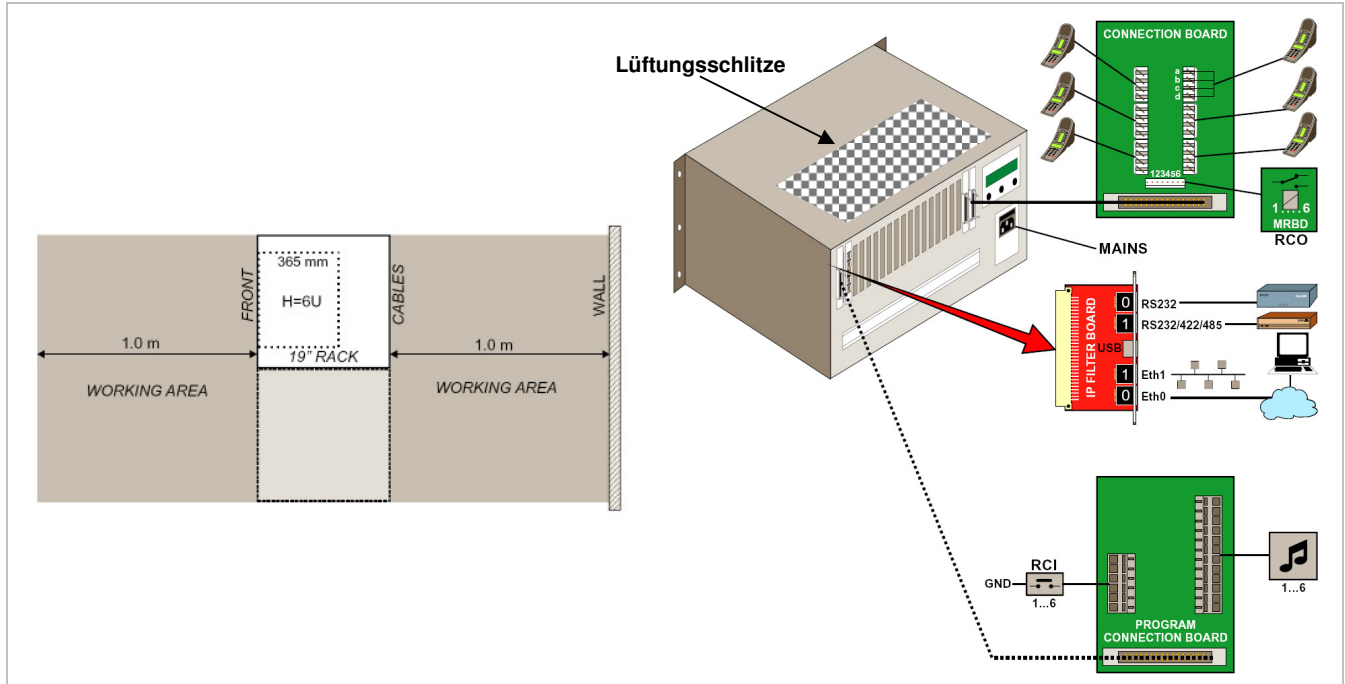 365 mm
H=6U
FRONT
CABLES
WALL
1.0 m
19" RACK
1.0 m
WORKING AREA
WORKING AREA
Lüftungsschlitze
MAINS
CONNECTION BOARD
a
b
c
d
123456
1....6
MRBD
RCO
IP FILTER BOARD
0 RS232
1 RS232/422/485
USB
1 Eth1
0 Eth0
RCI
GND
1...6
1...6
PROGRAM
CONNECTION BOARD